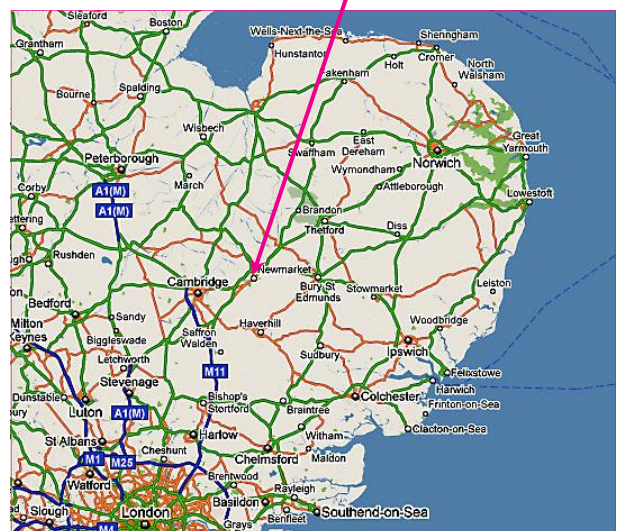 Sleaford
Boston
Wells-Next-the-Sea
Sheringham
Grantham
Hunstanton
Cromer
Holt
North
Walsham
Fakenham
Bourne
Spalding
Wisbech
East
Dereham
Great
Yarmouth
Swaffham
Norwich
Peterborough
Wymondham
March
Attleborough
A1(M)
Corby
Lowestoft
A1(M)
Brandon
Kettering
Thetford
Diss
Rushden
Newmarket
Cambridge
Bury St
Edmunds
Stowmarket
Leiston
Bedford
Sandy
Woodbridge
Milton
Keynes
Saffron
Walden
Haverhill
Biggleswade
Ipswich
Sudbury
Letchworth
M11
Felixstowe
Stevenage
Harwich
Dunstable
Bishop's
Stortford
Colchester
Frinton-on-Sea
Luton
A1(M)
Braintree
Clacton-on-Sea
St Albans
Harlow
Witham
Cheshunt
Chelmsford
Maldon
M1
M25
Watford
Brentwood
Rayleigh
Basildon
Slough
London
Southend-on-Sea
Benfleet
Grays
M4